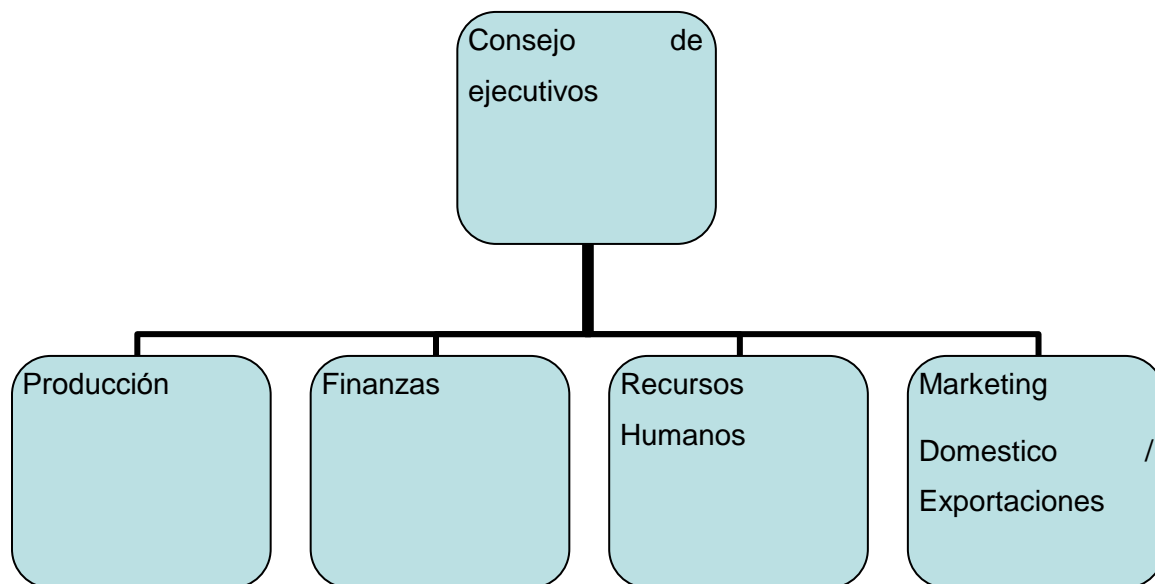 Consejo de
ejecutivos
Producción
Finanzas
Recursos
Humanos
Marketing
Domestico /
Exportaciones